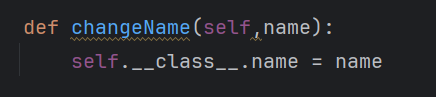 def changeName(self,name):
    self.__class__.name = name